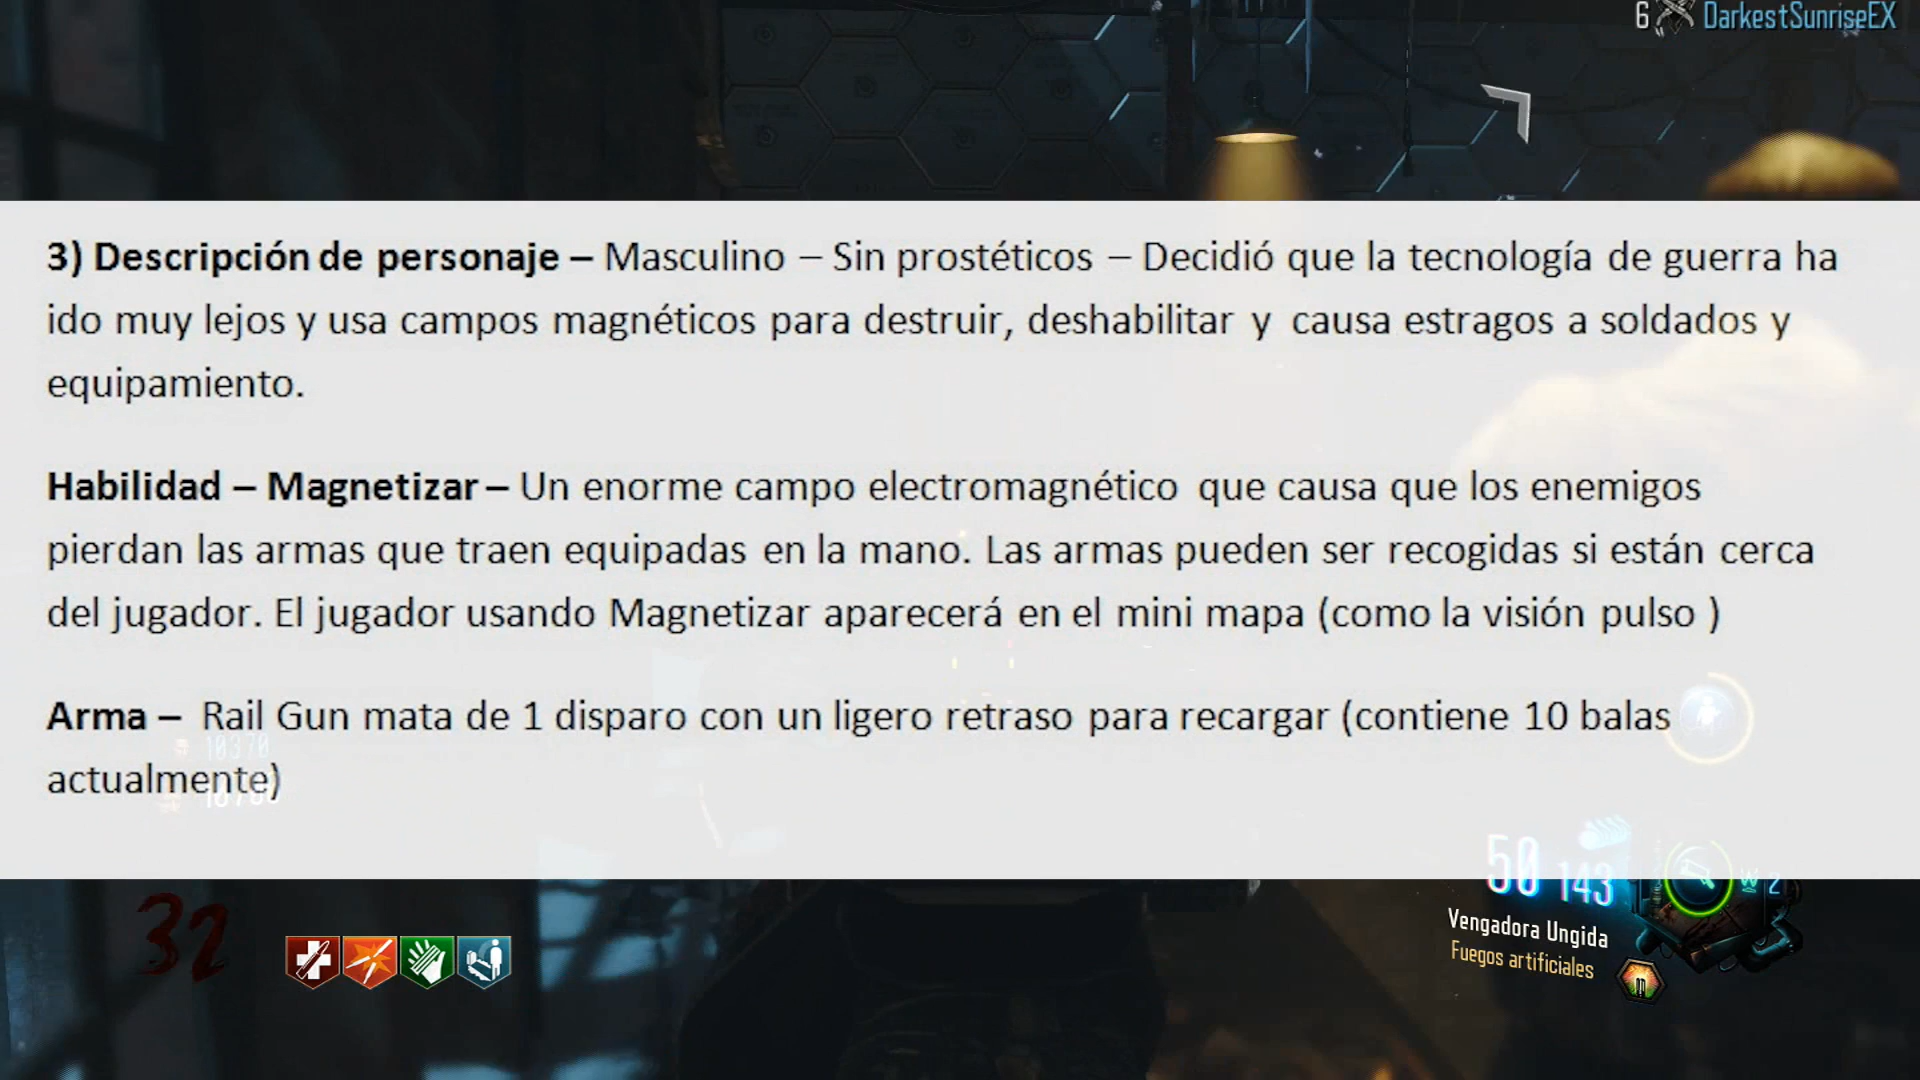 6 DarkestSunriseEX
3) Descripción de personaje – Masculino – Sin prostéticos – Decidió que la tecnología de guerra ha
ido muy lejos y usa campos magnéticos para destruir, deshabilitar y causa estragos a soldados y
equipamiento.
Habilidad – Magnetizar – Un enorme campo electromagnético que causa que los enemigos
pierdan las armas que traen equipadas en la mano. Las armas pueden ser recogidas si están cerca
del jugador. El jugador usando Magnetizar aparecerá en el mini mapa (como la visión pulso )
Arma – Rail Gun mata de 1 disparo con un ligero retraso para recargar (contiene 10 balas
10370
actualmente)
50 143
2
Vengadora Ungida
Fuegos artificiales
32